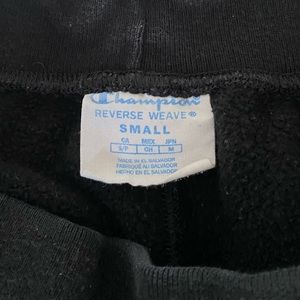 Champion
REVERSE WEAVE®
SMALL
CA MEX JPN
S/P CH M
MADE IN EL SALVADOR
FABRIQUÉ AU SALVADOR
HECHO EN EL SALVADOR